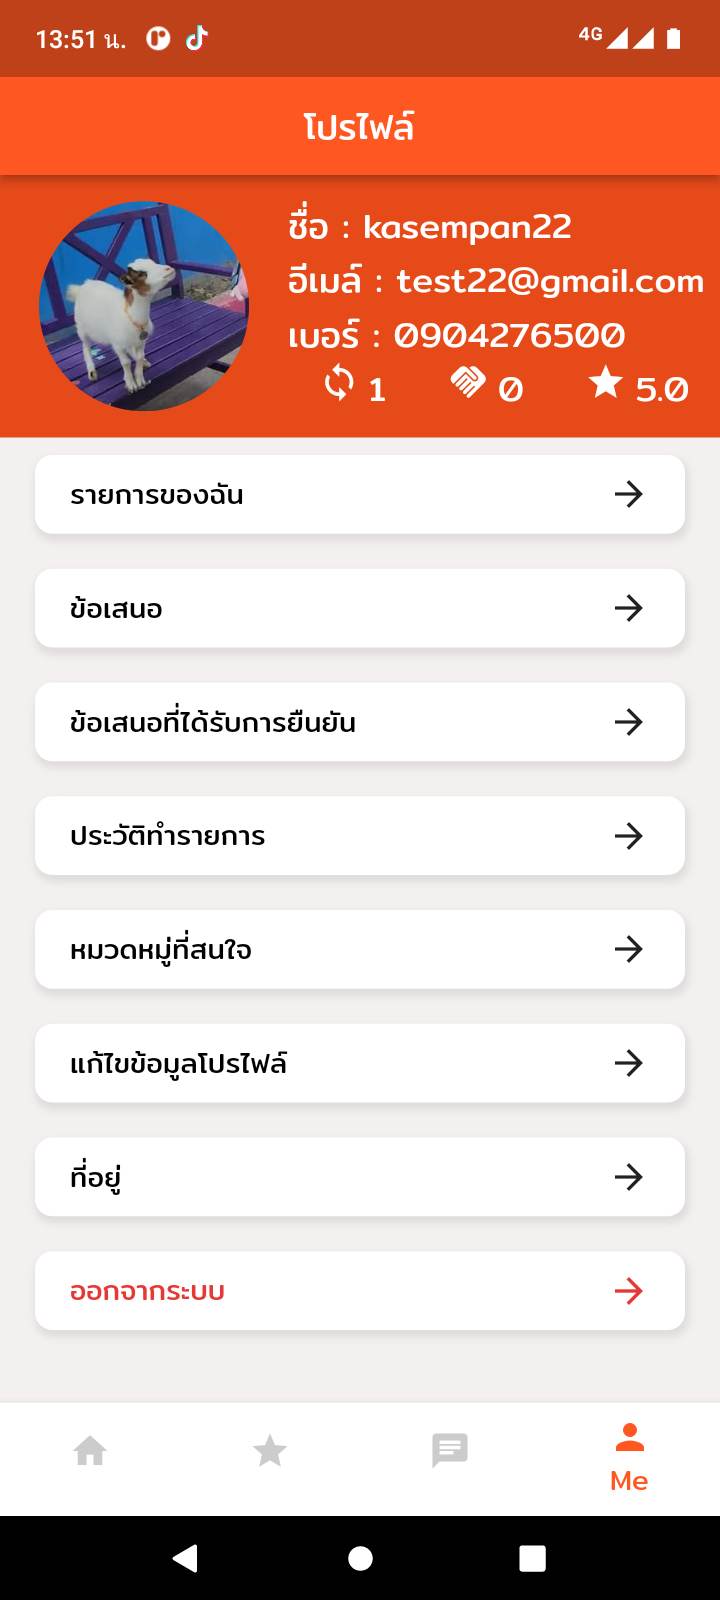 13:51 น.
4G
โปรไฟล์
ชื่อ : kasempan22
อีเมล์ : test22@gmail.com
เบอร์ : 0904276500
1 0 5.0
รายการของฉัน
ข้อเสนอ
ข้อเสนอที่ได้รับการยืนยัน
ประวัติทำรายการ
หมวดหมู่ที่สนใจ
แก้ไขข้อมูลโปรไฟล์
ที่อยู่
ออกจากระบบ
Me